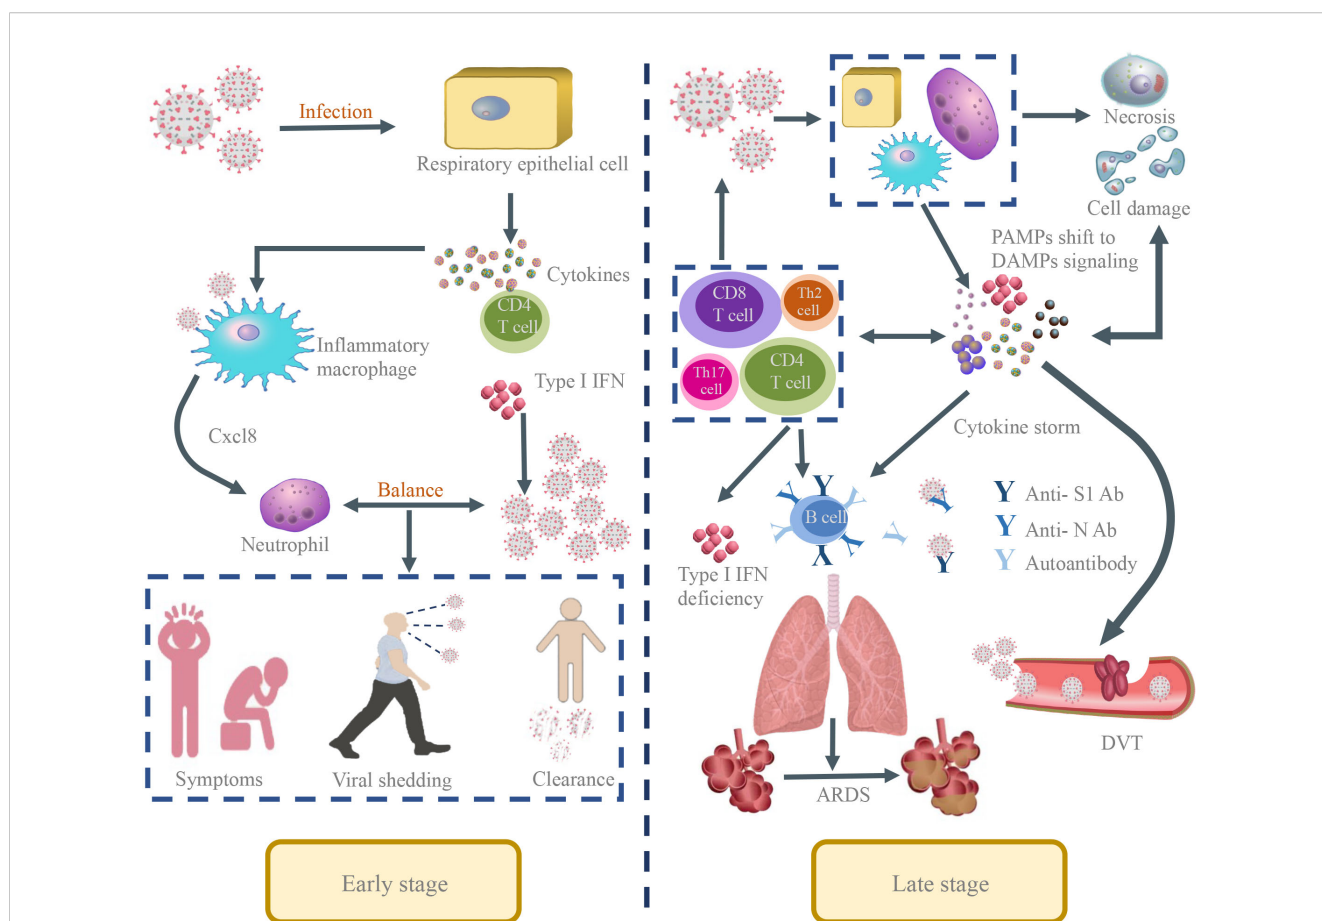 Infection
Respiratory epithelial cell
Cytokines
CD4
T cell
Inflammatory
macrophage
Type I IFN
Cxcl8
Balance
Neutrophil
Symptoms
Viral shedding
Clearance
Early stage
Necrosis
Cell damage
PAMPs shift to
DAMPs signaling
CD8
T cell
Th2
cell
Th17
cell
CD4
T cell
Cytokine storm
B cell
Anti- S1 Ab
Anti- N Ab
Autoantibody
Type I IFN
deficiency
DVT
ARDS
Late stage